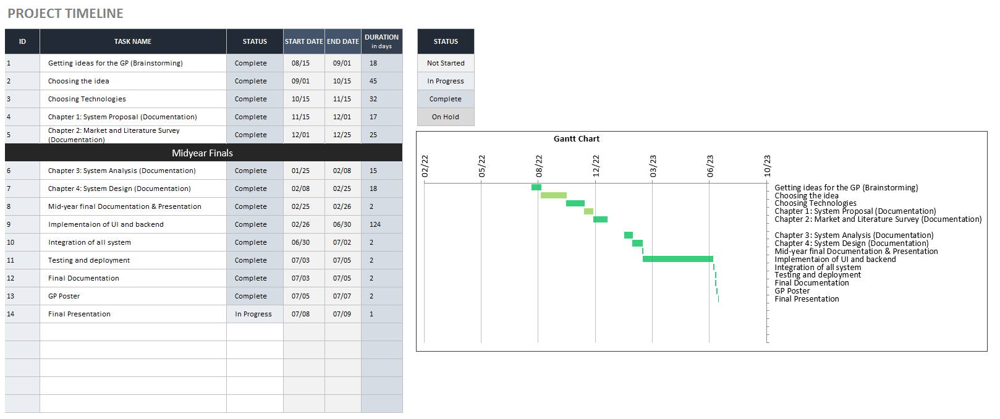 PROJECT TIMELINE
ID TASK NAME STATUS START DATE END DATE DURATION in days
1 Getting ideas for the GP (Brainstorming) Complete 08/15 09/01 18
2 Choosing the idea Complete 09/01 10/15 45
3 Choosing Technologies Complete 10/15 11/15 32
4 Chapter 1: System Proposal (Documentation) Complete 11/15 12/01 17
5 Chapter 2: Market and Literature Survey (Documentation) Complete 12/01 12/25 25
Midyear Finals
6 Chapter 3: System Analysis (Documentation) Complete 01/25 02/08 15
7 Chapter 4: System Design (Documentation) Complete 02/08 02/25 18
8 Mid-year final Documentation & Presentation Complete 02/25 02/26 2
9 Implementaion of UI and backend Complete 02/26 06/30 124
10 Integration of all system Complete 06/30 07/02 2
11 Testing and deployment Complete 07/03 07/05 2
12 Final Documentation Complete 07/03 07/05 2
13 GP Poster Complete 07/05 07/07 2
14 Final Presentation In Progress 07/08 07/09 1
STATUS
Not Started
In Progress
Complete
On Hold
Gantt Chart
02/22 05/22 08/22 12/22 03/23 06/23 10/23
Getting ideas for the GP (Brainstorming)
Choosing the idea
Choosing Technologies
Chapter 1: System Proposal (Documentation)
Chapter 2: Market and Literature Survey (Documentation)
Chapter 3: System Analysis (Documentation)
Chapter 4: System Design (Documentation)
Mid-year final Documentation & Presentation
Implementaion of UI and backend
Integration of all system
Testing and deployment
Final Documentation
GP Poster
Final Presentation